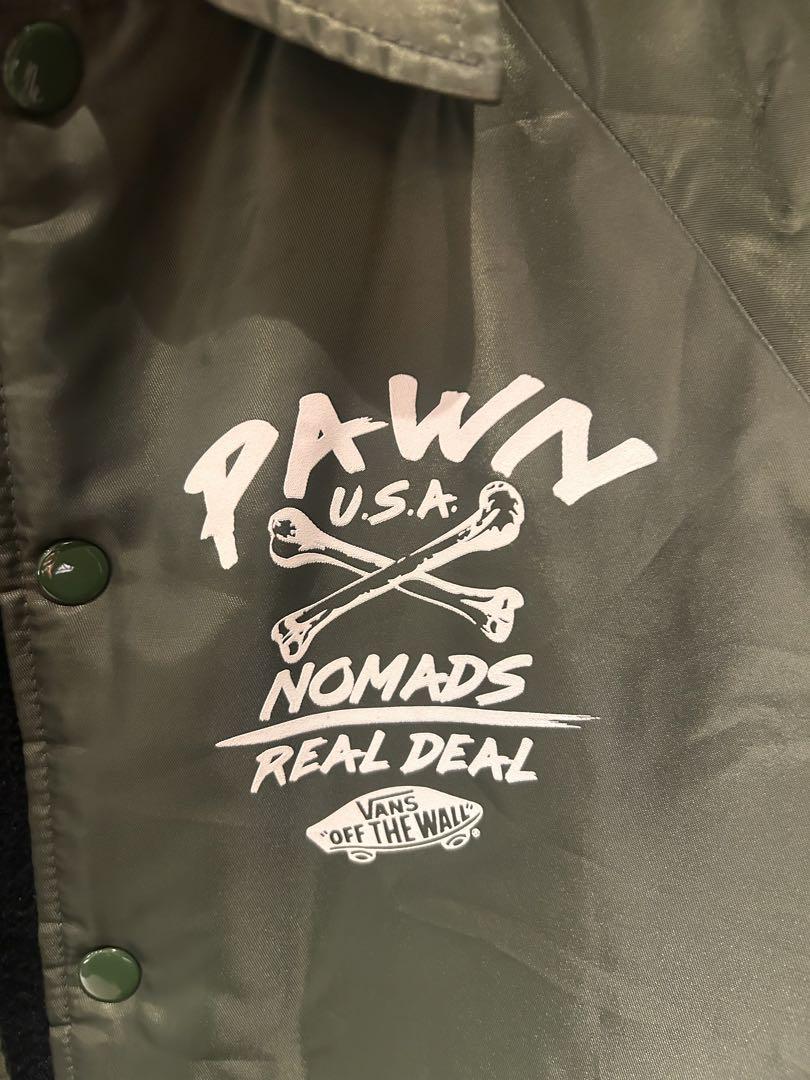 PAWN
U.S.A.
NOMADS
REAL DEAL
VANS
"OFF THE WALL"®